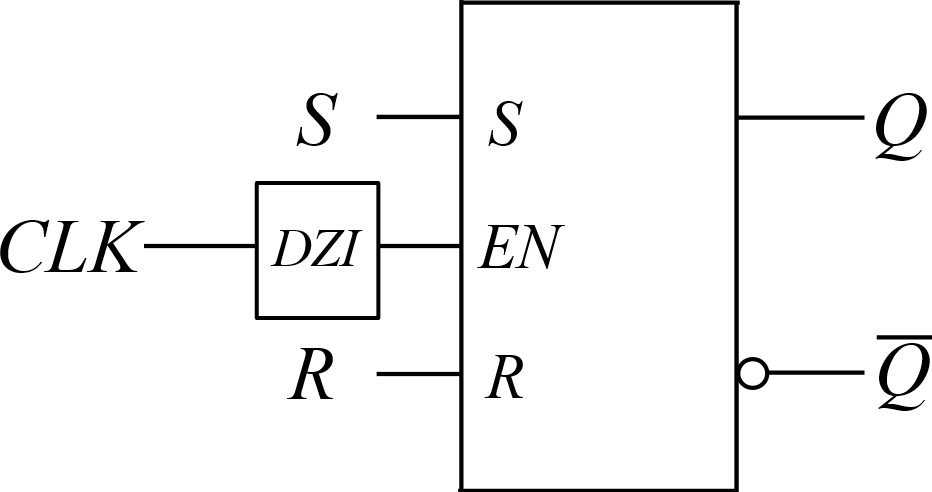 S S Q
CLK DZI EN
R R Q̅